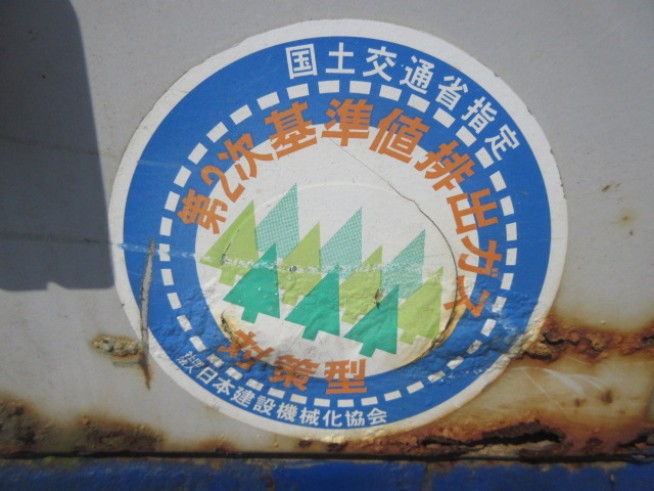 国土交通省指定
第2次基準値排出ガス
対策型
社団法人日本建設機械化協会